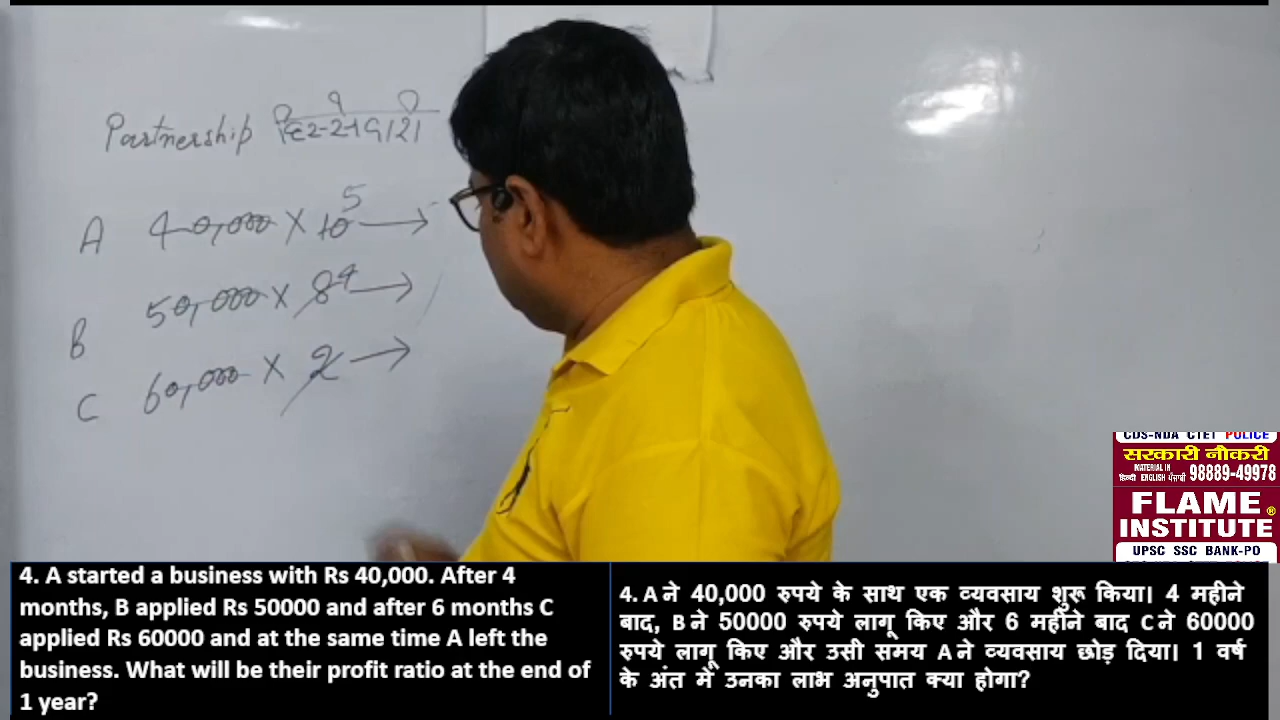 Partnership
A 40,000 X 10 5 →
B 50,000 X 8 4 →
C 60,000 X 2 →
CDS-NDA CTET POLICE
सरकारी नौकरी
MATERIAL IN
हिन्दी ENGLISH ਪੰਜਾਬੀ 98889-49978
FLAME ®
INSTITUTE
UPSC SSC BANK-PO
4. A started a business with Rs 40,000. After 4
months, B applied Rs 50000 and after 6 months C
applied Rs 60000 and at the same time A left the
business. What will be their profit ratio at the end of
1 year?
4. A ने 40,000 रुपये के साथ एक व्यवसाय शुरू किया। 4 महीने
बाद, B ने 50000 रुपये लागू किए और 6 महीने बाद C ने 60000
रुपये लागू किए और उसी समय A ने व्यवसाय छोड़ दिया। 1 वर्ष
के अंत में उनका लाभ अनुपात क्या होगा?